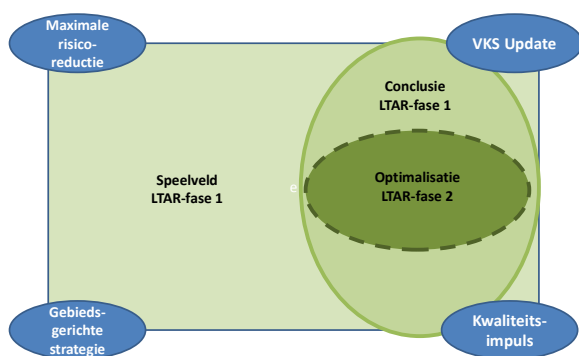 Maximale
risico-
reductie
VKS Update
Conclusie
LTAR-fase 1
Speelveld
LTAR-fase 1
e
Optimalisatie
LTAR-fase 2
Gebieds-
gerichte
strategie
Kwaliteits-
impuls